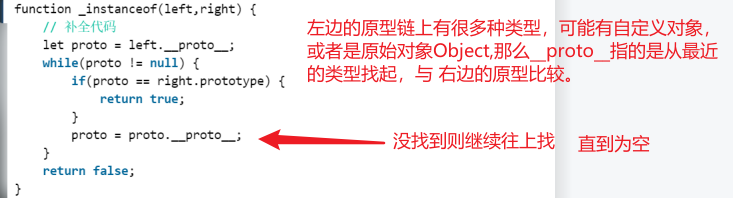 function _instanceof(left,right) {
// 补全代码
let proto = left.__proto__;
while(proto != null) {
if(proto == right.prototype) {
return true;
}
proto = proto.__proto__;
}
return false;
}
左边的原型链上有很多种类型，可能有自定义对象，
或者是原始对象Object,那么__proto__指的是从最近
的类型找起，与 右边的原型比较。
没找到则继续往上找
直到为空